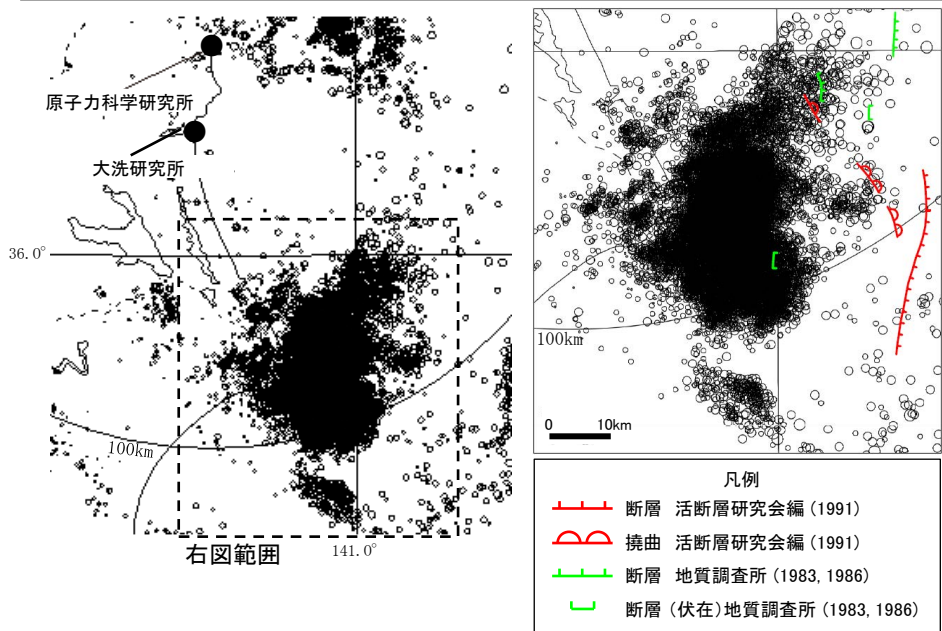 原子力科学研究所
大洗研究所
36.0°
100km
右図範囲
141.0°
100km
0 10km
凡例
断層 活断層研究会編 (1991)
撓曲 活断層研究会編 (1991)
断層 地質調査所 (1983, 1986)
断層 (伏在)地質調査所 (1983, 1986)